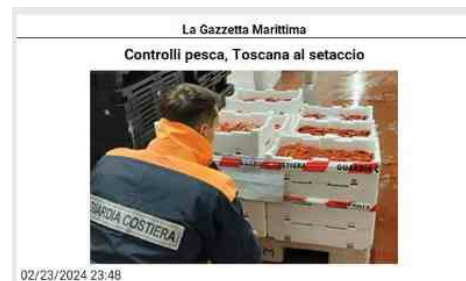 La Gazzetta Marittima
Controlli pesca, Toscana al setaccio
GUARDIA COSTIERA
02/23/2024 23:48